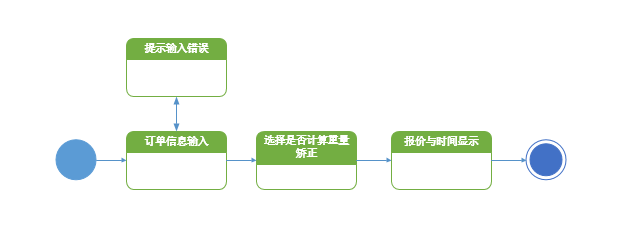 提示输入错误
订单信息输入
选择是否计算重量
矫正
报价与时间显示